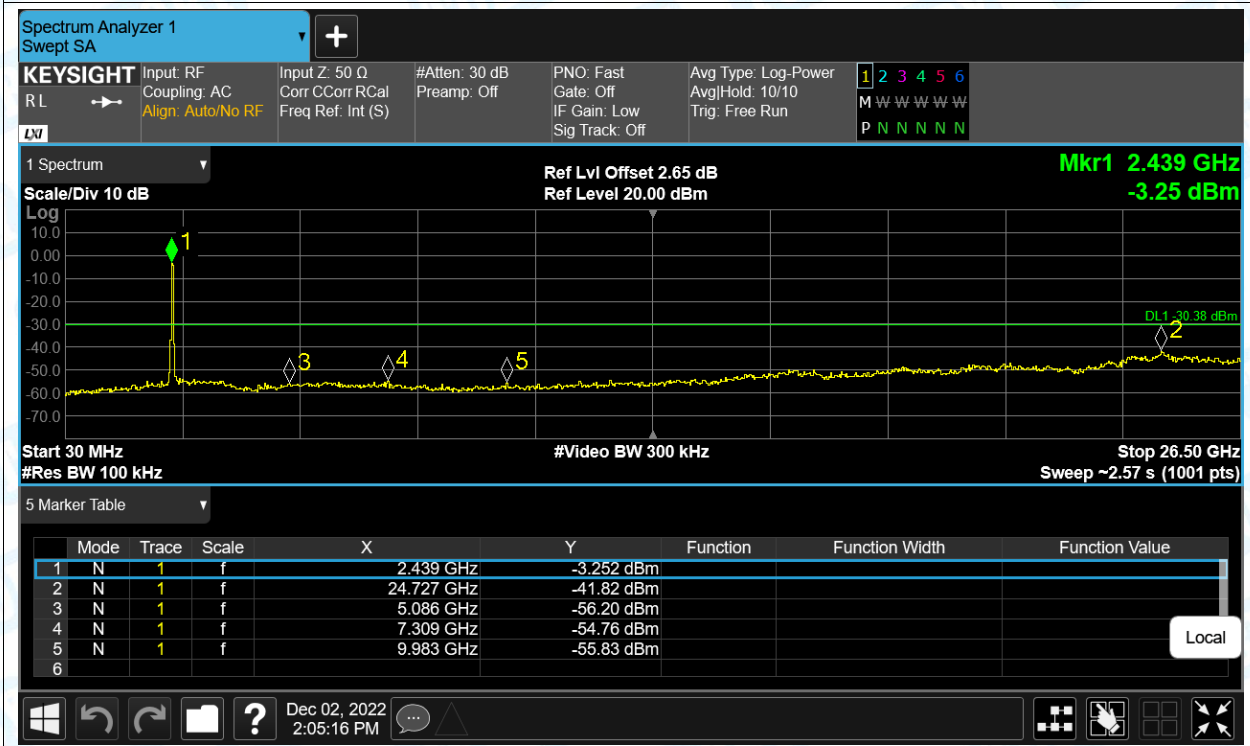 Spectrum Analyzer 1
Swept SA
KEYSIGHT
R L
LXI
Input: RF
Coupling: AC
Align: Auto/No RF
Input Z: 50 Ω
Corr CCorr RCal
Freq Ref: Int (S)
#Atten: 30 dB
Preamp: Off
PNO: Fast
Gate: Off
IF Gain: Low
Sig Track: Off
Avg Type: Log-Power
Avg|Hold: 10/10
Trig: Free Run
1 2 3 4 5 6
M W W W W W
P N N N N N
1 Spectrum
Scale/Div 10 dB
Ref Lvl Offset 2.65 dB
Ref Level 20.00 dBm
Mkr1 2.439 GHz
-3.25 dBm
Log
10.0
0.00
-10.0
-20.0
-30.0
-40.0
-50.0
-60.0
-70.0
1
DL1 -30.38 dBm
2
3
4
5
Start 30 MHz
#Video BW 300 kHz
Stop 26.50 GHz
#Res BW 100 kHz
Sweep ~2.57 s (1001 pts)
5 Marker Table
Mode Trace Scale X Y Function Function Width Function Value
1 N 1 f 2.439 GHz -3.252 dBm
2 N 1 f 24.727 GHz -41.82 dBm
3 N 1 f 5.086 GHz -56.20 dBm
4 N 1 f 7.309 GHz -54.76 dBm
5 N 1 f 9.983 GHz -55.83 dBm
6
Local
?
Dec 02, 2022
2:05:16 PM